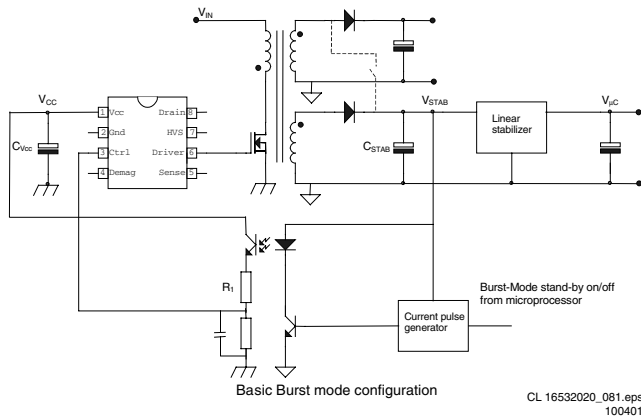 VIN
VCC
CVcc
1 Vcc Drain 8
2 Gnd HVS 7
3 Ctrl Driver 6
4 Demag Sense 5
VSTAB
CSTAB
Linear
stabilizer
VμC
R1
Current pulse
generator
Burst-Mode stand-by on/off
from microprocessor
Basic Burst mode configuration
CL 16532020_081.eps
100401